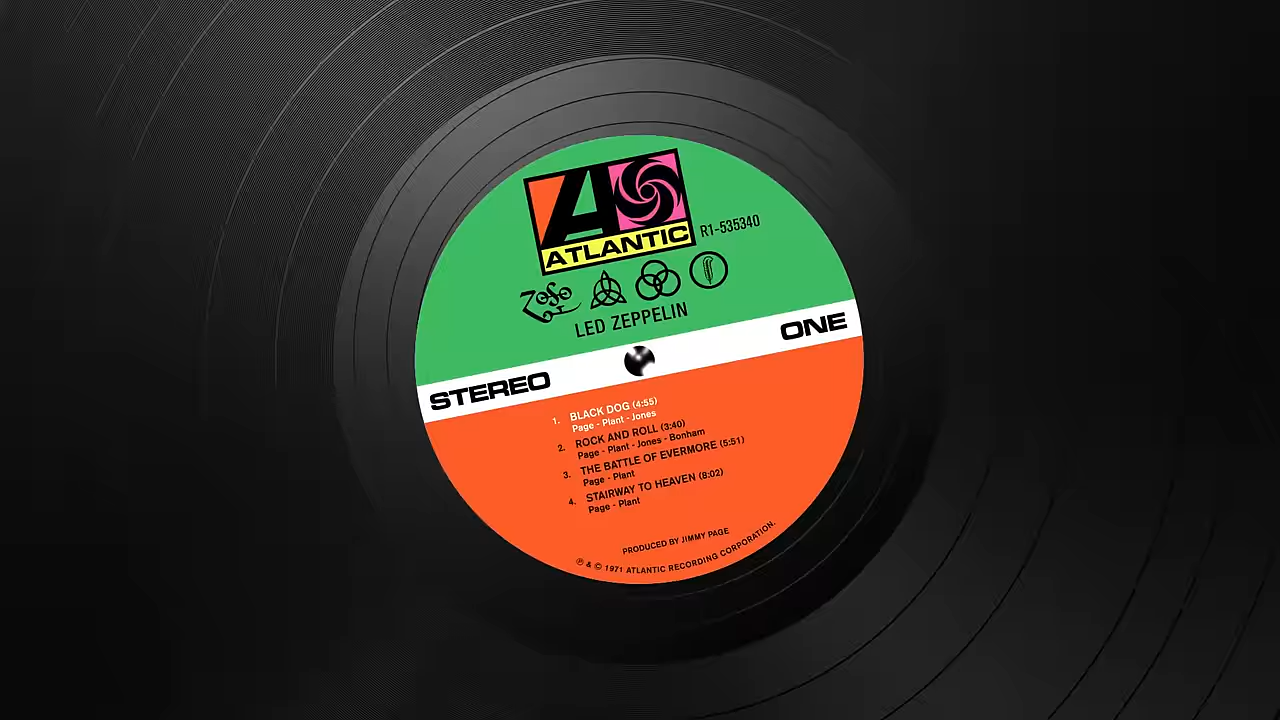 ATLANTIC
R1-535340
LED ZEPPELIN
STEREO
ONE
1. BLACK DOG (4:55)
Page - Plant - Jones
2. ROCK AND ROLL (3:40)
Page - Plant - Jones - Bonham
3. THE BATTLE OF EVERMORE (5:51)
Page - Plant
4. STAIRWAY TO HEAVEN (8:02)
Page - Plant
PRODUCED BY JIMMY PAGE
℗ & © 1971 ATLANTIC RECORDING CORPORATION.